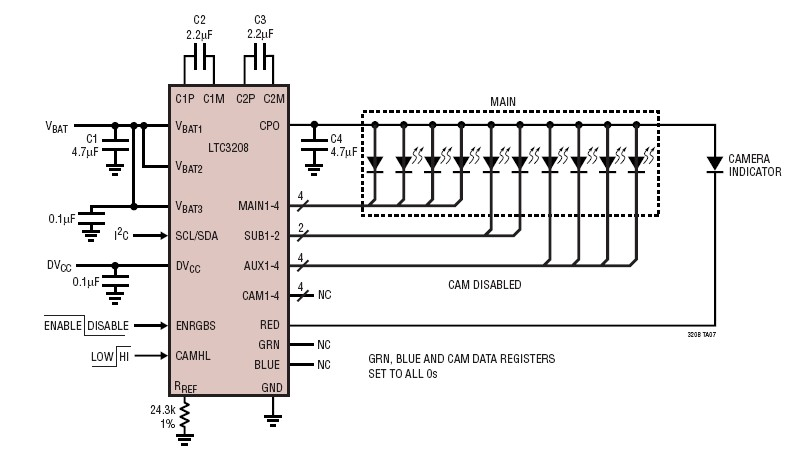 C2
2.2µF
C3
2.2µF
C1P C1M C2P C2M
MAIN
VBAT
C1
4.7µF
VBAT1
LTC3208
CPO
C4
4.7µF
CAMERA
INDICATOR
VBAT2
0.1µF
VBAT3
MAIN1-4
4
I²C
SCL/SDA
SUB1-2
2
DVCC
0.1µF
DVCC
AUX1-4
4
CAM DISABLED
CAM1-4
4
NC
ENABLE DISABLE
ENRGBS
RED
3208 TA07
GRN
NC
LOW HI
CAMHL
BLUE
NC
GRN, BLUE AND CAM DATA REGISTERS
SET TO ALL 0s
RREF
GND
24.3k
1%